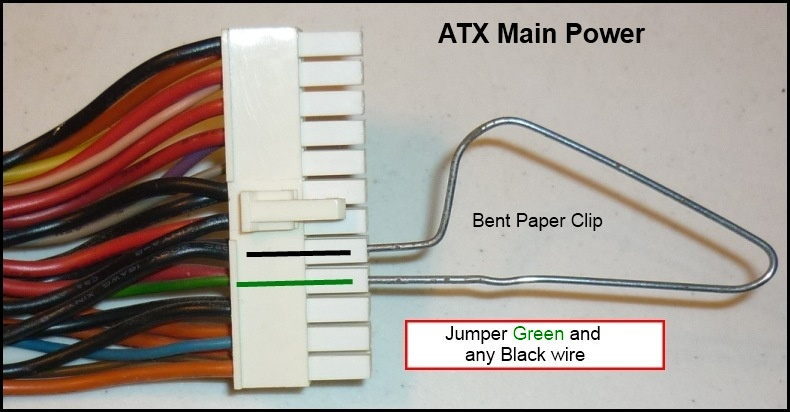 ATX Main Power
Bent Paper Clip
Jumper Green and
any Black wire